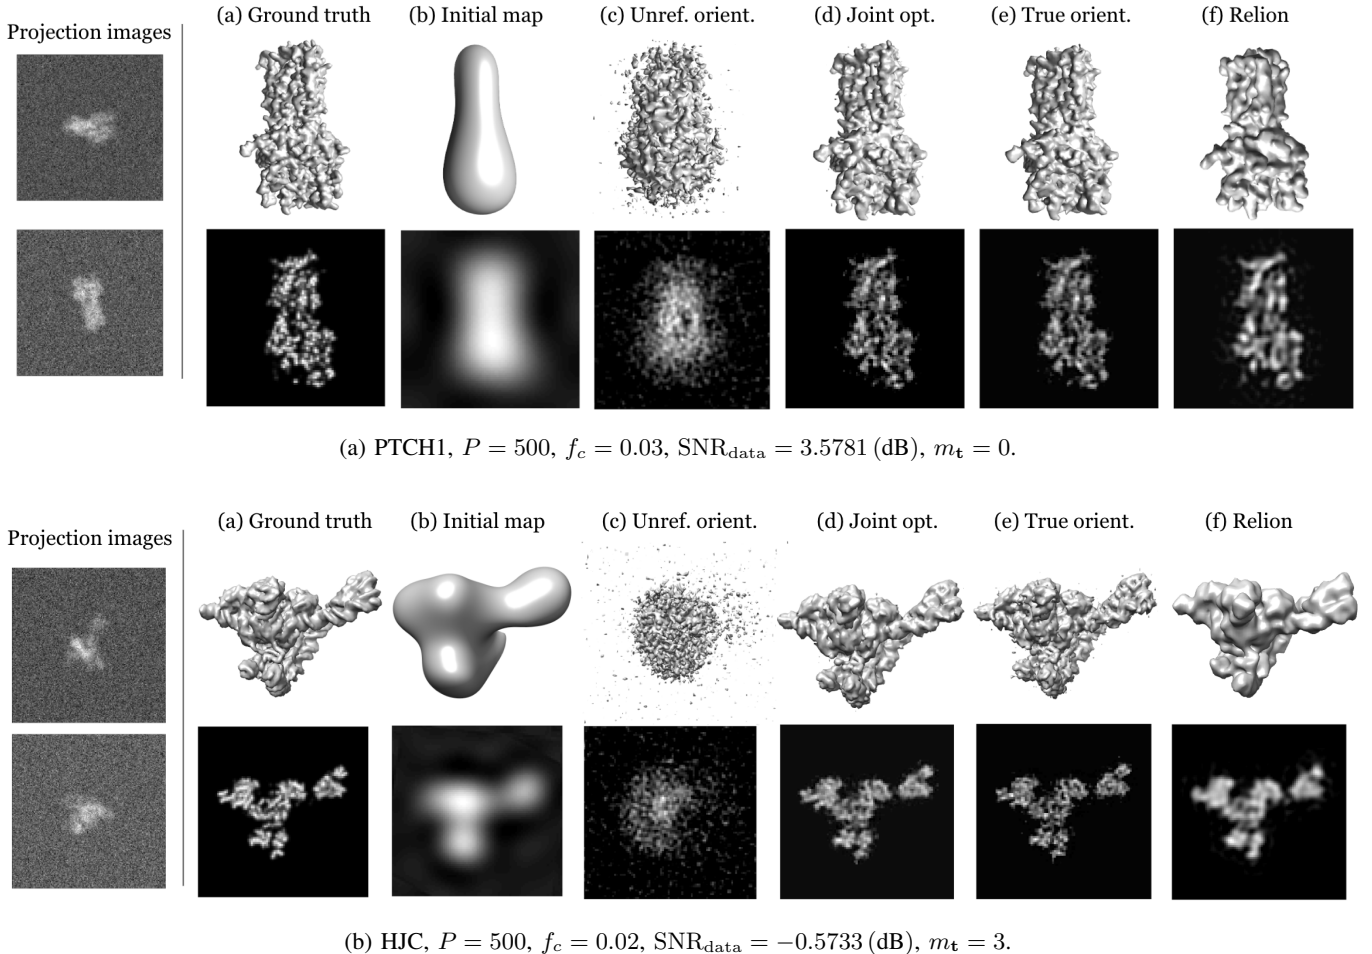 Projection images
(a) Ground truth (b) Initial map (c) Unref. orient. (d) Joint opt. (e) True orient. (f) Relion
(a) PTCH1, P = 500, f_c = 0.03, SNR_data = 3.5781 (dB), m_t = 0.
Projection images
(a) Ground truth (b) Initial map (c) Unref. orient. (d) Joint opt. (e) True orient. (f) Relion
(b) HJC, P = 500, f_c = 0.02, SNR_data = −0.5733 (dB), m_t = 3.